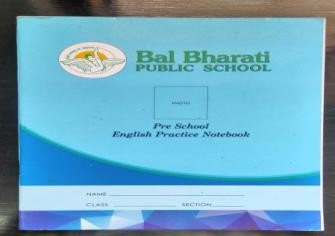 Bal Bharati
PUBLIC SCHOOL
PHOTO
Pre School
English Practice Notebook
NAME
CLASS SECTION